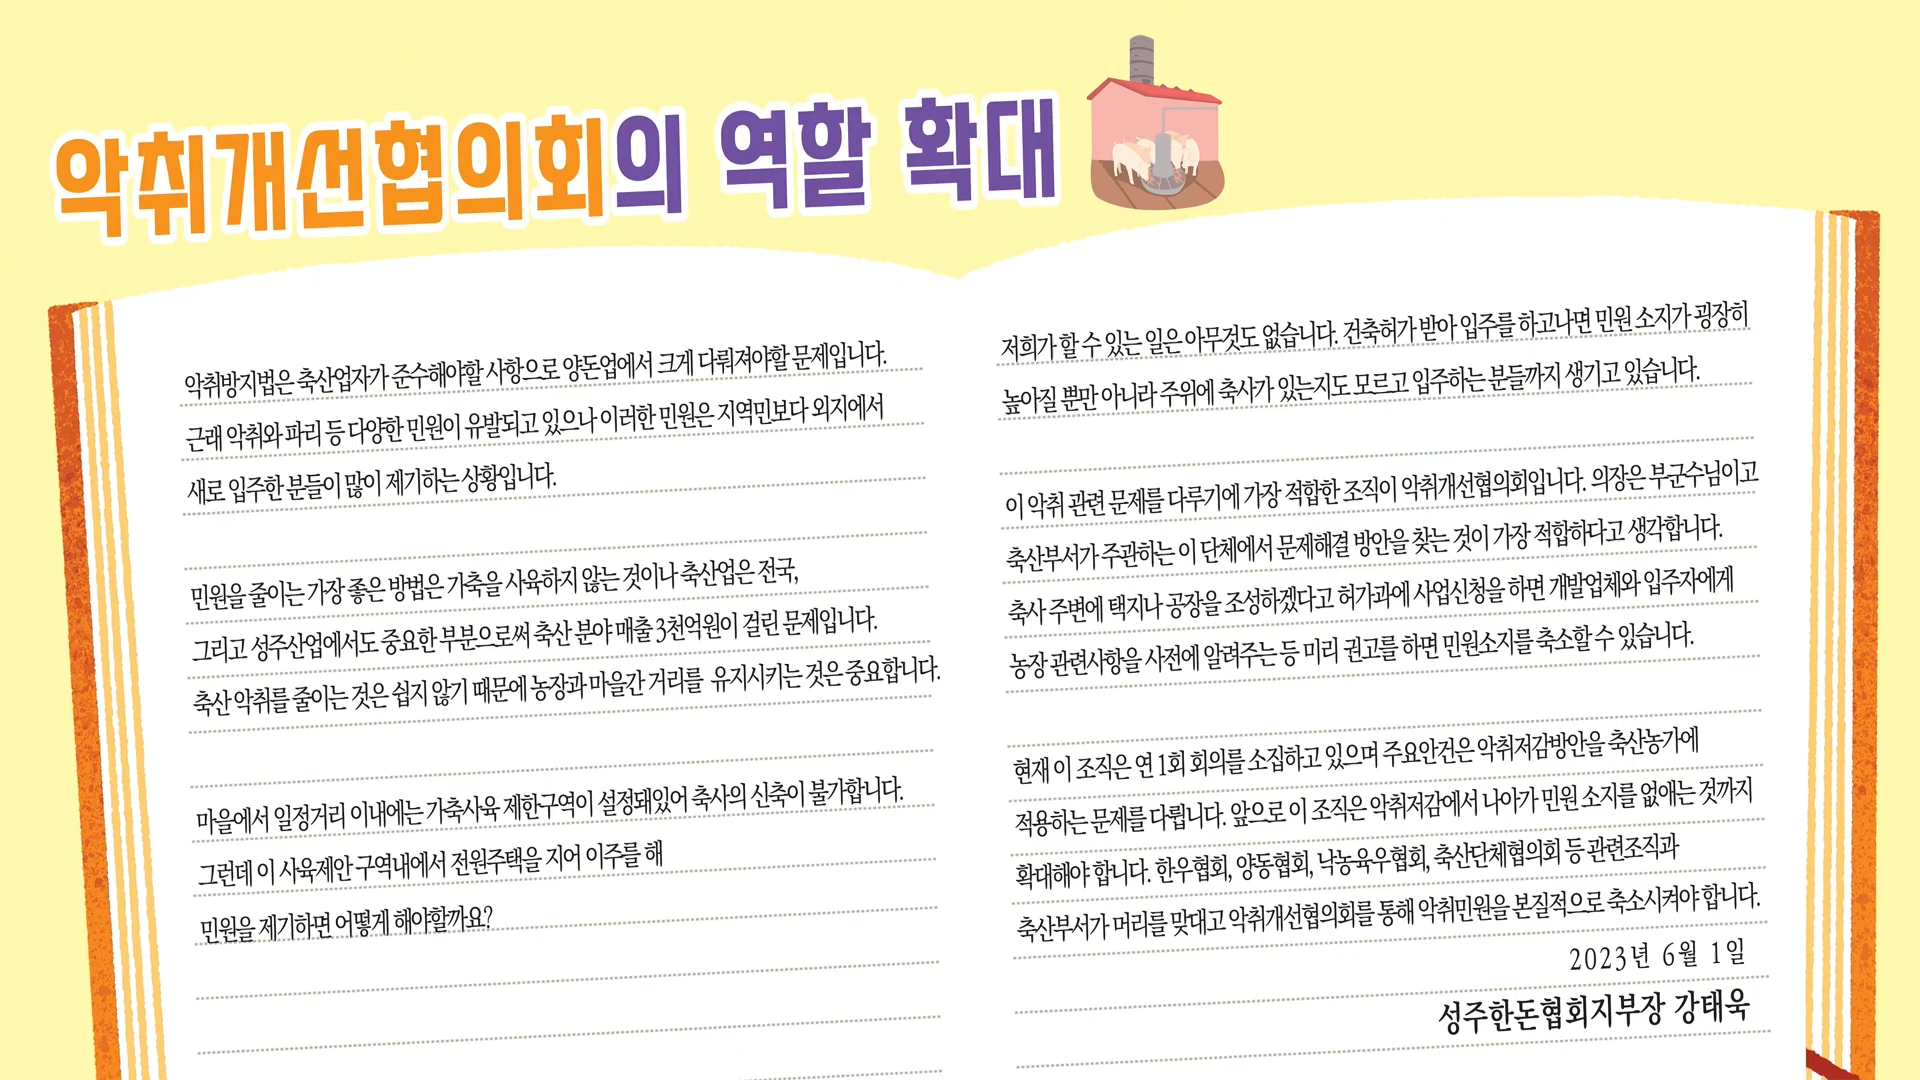 악취개선협의회의 역할 확대
악취방지법은 축산업자가 준수해야할 사항으로 양돈업에서 크게 다뤄져야할 문제입니다.
근래 악취와 파리 등 다양한 민원이 유발되고 있으나 이러한 민원은 지역민보다 외지에서
새로 입주한 분들이 많이 제기하는 상황입니다.
민원을 줄이는 가장 좋은 방법은 가축을 사육하지 않는 것이나 축산업은 전국,
그리고 성주산업에서도 중요한 부분으로써 축산 분야 매출 3천억원이 걸린 문제입니다.
축산 악취를 줄이는 것은 쉽지 않기 때문에 농장과 마을간 거리를 유지시키는 것은 중요합니다.
마을에서 일정거리 이내에는 가축사육 제한구역이 설정돼있어 축사의 신축이 불가합니다.
그런데 이 사육제안 구역내에서 전원주택을 지어 이주를 해
민원을 제기하면 어떻게 해야할까요?
저희가 할 수 있는 일은 아무것도 없습니다. 건축허가 받아 입주를 하고나면 민원 소지가 굉장히
높아질 뿐만 아니라 주위에 축사가 있는지도 모르고 입주하는 분들까지 생기고 있습니다.
이 악취 관련 문제를 다루기에 가장 적합한 조직이 악취개선협의회입니다. 의장은 부군수님이고
축산부서가 주관하는 이 단체에서 문제해결 방안을 찾는 것이 가장 적합하다고 생각합니다.
축사 주변에 택지나 공장을 조성하겠다고 허가과에 사업신청을 하면 개발업체와 입주자에게
농장 관련사항을 사전에 알려주는 등 미리 권고를 하면 민원소지를 축소할 수 있습니다.
현재 이 조직은 연 1회 회의를 소집하고 있으며 주요안건은 악취저감방안을 축산농가에
적용하는 문제를 다룹니다. 앞으로 이 조직은 악취저감에서 나아가 민원 소지를 없애는 것까지
확대해야 합니다. 한우협회, 양동협회, 낙농육우협회, 축산단체협의회 등 관련조직과
축산부서가 머리를 맞대고 악취개선협의회를 통해 악취민원을 본질적으로 축소시켜야 합니다.
2023년 6월 1일
성주한돈협회지부장 강태욱